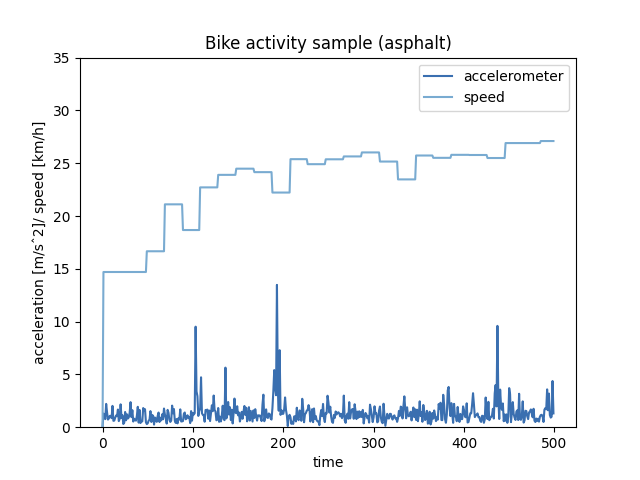 Bike activity sample (asphalt)
accelerometer
speed
acceleration [m/s^2]/ speed [km/h]
35
30
25
20
15
10
5
0
0 100 200 300 400 500
time